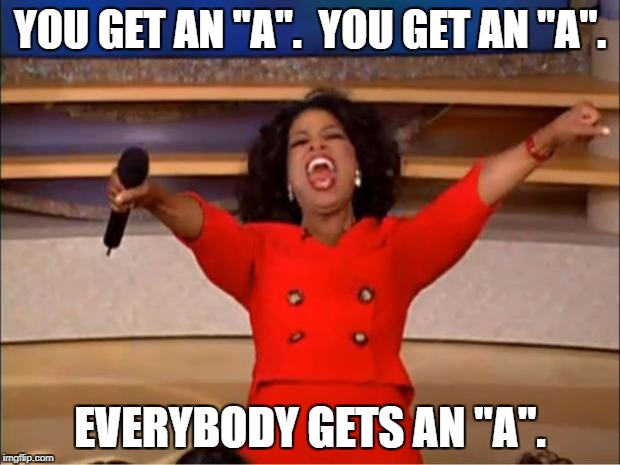 YOU GET AN "A".  YOU GET AN "A".
EVERYBODY GETS AN "A".
imgflip.com